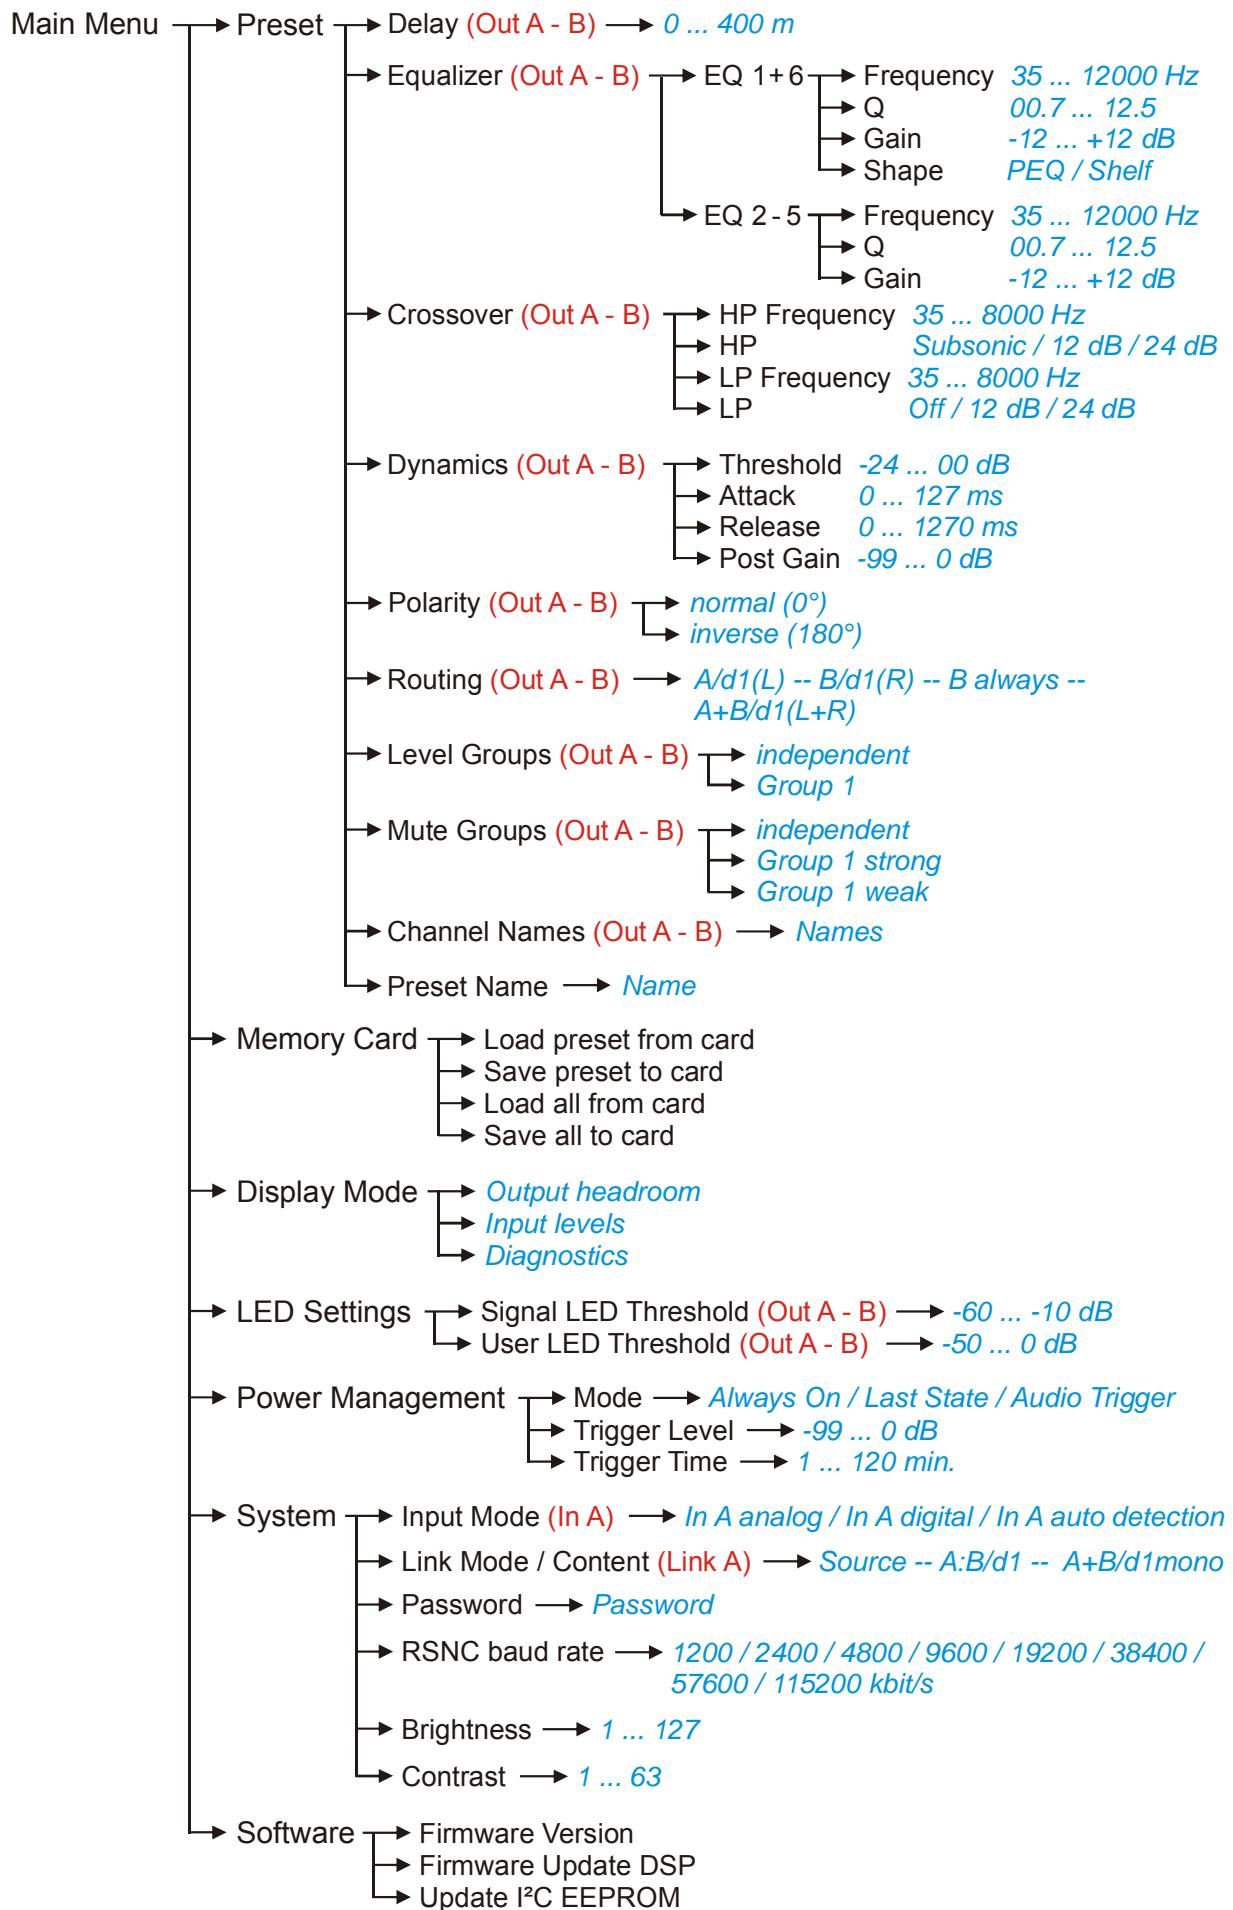 Main Menu Preset Delay (Out A - B) 0 ... 400 m
Equalizer (Out A - B) EQ 1+6 Frequency 35 ... 12000 Hz
Q 00.7 ... 12.5
Gain -12 ... +12 dB
Shape PEQ / Shelf
EQ 2-5 Frequency 35 ... 12000 Hz
Q 00.7 ... 12.5
Gain -12 ... +12 dB
Crossover (Out A - B) HP Frequency 35 ... 8000 Hz
HP Subsonic / 12 dB / 24 dB
LP Frequency 35 ... 8000 Hz
LP Off / 12 dB / 24 dB
Dynamics (Out A - B) Threshold -24 ... 00 dB
Attack 0 ... 127 ms
Release 0 ... 1270 ms
Post Gain -99 ... 0 dB
Polarity (Out A - B) normal (0°)
inverse (180°)
Routing (Out A - B) A/d1(L) -- B/d1(R) -- B always --
A+B/d1(L+R)
Level Groups (Out A - B) independent
Group 1
Mute Groups (Out A - B) independent
Group 1 strong
Group 1 weak
Channel Names (Out A - B) Names
Preset Name Name
Memory Card Load preset from card
Save preset to card
Load all from card
Save all to card
Display Mode Output headroom
Input levels
Diagnostics
LED Settings Signal LED Threshold (Out A - B) -60 ... -10 dB
User LED Threshold (Out A - B) -50 ... 0 dB
Power Management Mode Always On / Last State / Audio Trigger
Trigger Level -99 ... 0 dB
Trigger Time 1 ... 120 min.
System Input Mode (In A) In A analog / In A digital / In A auto detection
Link Mode / Content (Link A) Source -- A:B/d1 -- A+B/d1mono
Password Password
RSNC baud rate 1200 / 2400 / 4800 / 9600 / 19200 / 38400 /
57600 / 115200 kbit/s
Brightness 1 ... 127
Contrast 1 ... 63
Software Firmware Version
Firmware Update DSP
Update I²C EEPROM